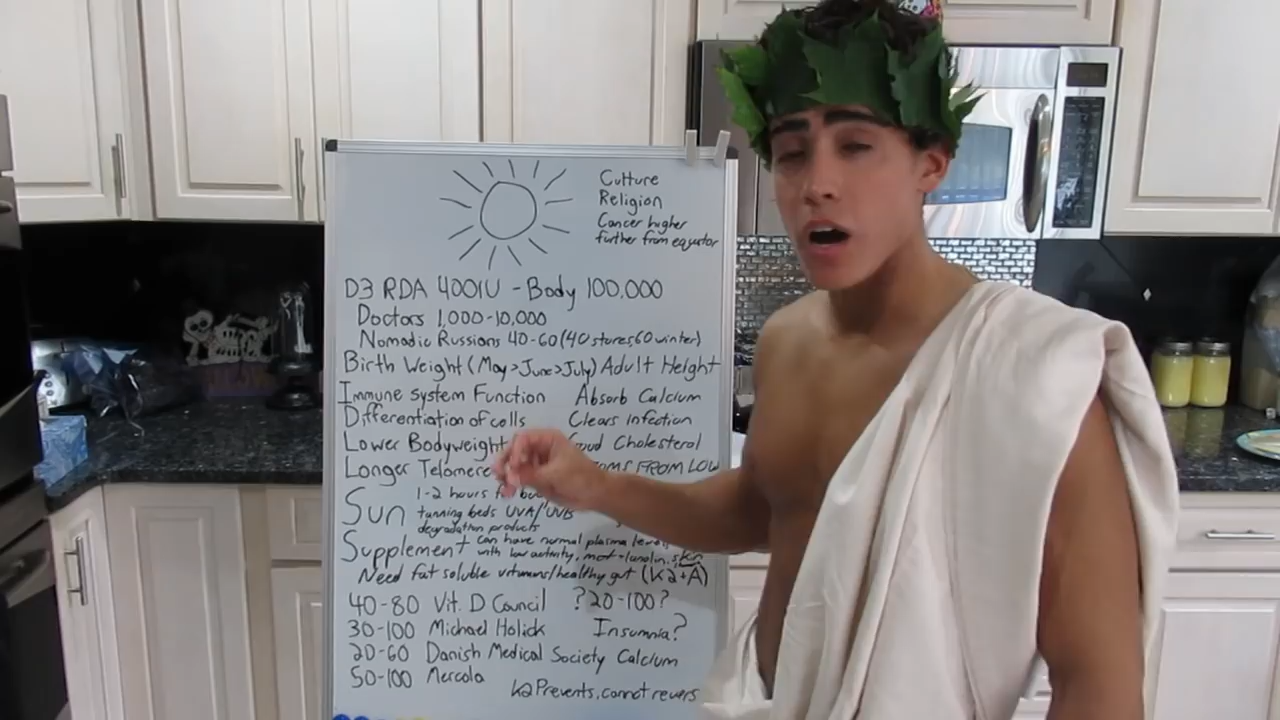 Culture
Religion
Cancer higher
further from equator
D3 RDA 400IU - Body 100,000
Doctors 1,000-10,000
Nomadic Russians 40-60 (40 stores 60 winter)
Birth Weight (May>June>July) Adult Height
Immune system Function Absorb Calcium
Differentiation of cells Clears Infection
Lower Bodyweight Cholesterol
Longer Telomere FROM LOW
Sun 1-2 hours
tanning beds UVA/UVB
degradation products
Supplement can have normal plasma level
with low activity, most=lanolin, skin
Need fat soluble vitamins/healthy gut (K2+A)
40-80 Vit. D Council ?20-100?
30-100 Michael Holick Insomnia?
20-60 Danish Medical Society Calcium
50-100 Mercola
K2 Prevents, cannot revers